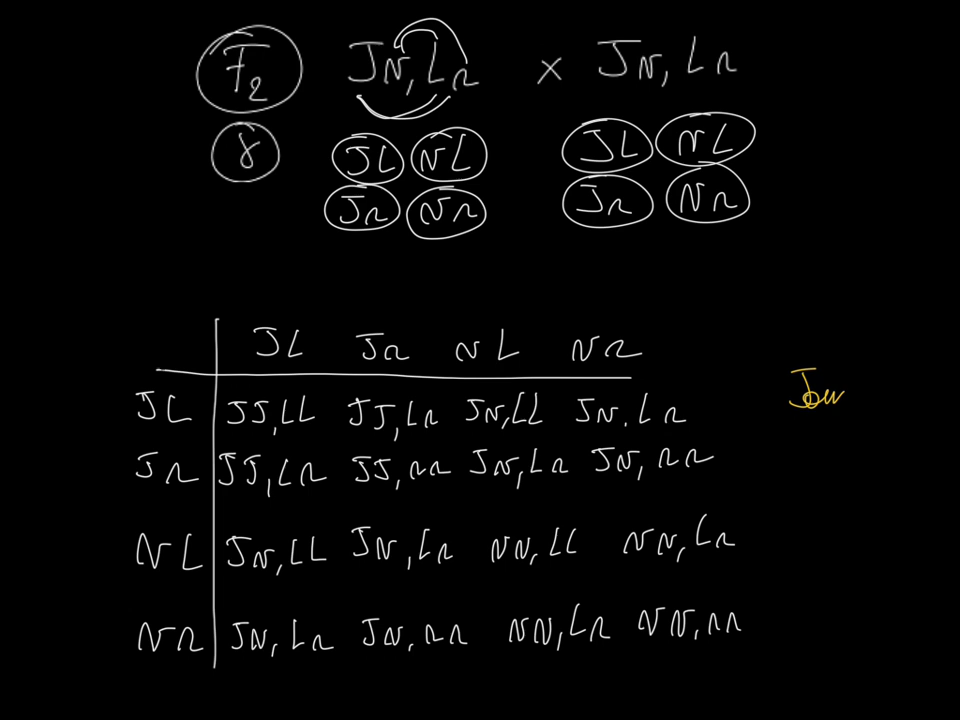 F2 JN, Lr × JN, Lr
γ JL NL JL NL
Jr Nr Jr Nr
JL Jr NL Nr
JL JJ, LL JJ, Lr JN, LL JN, Lr
Jr JJ, Lr JJ, rr JN, Lr JN, rr
NL JN, LL JN, Lr NN, LL NN, Lr
Nr JN, Lr JN, rr NN, Lr NN, rr